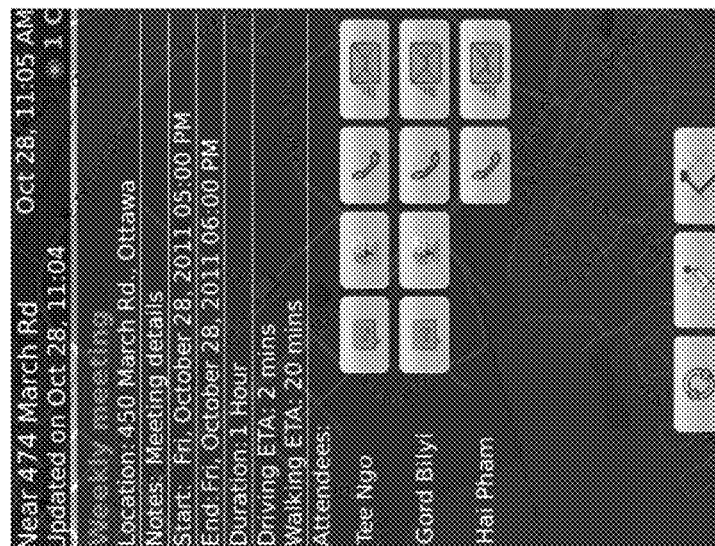 Near 474 March Rd Oct 28, 11:05 AM
Updated on Oct 28, 11:04
Weekly meeting
Location: 450 March Rd., Ottawa
Notes: Meeting details
Start: Fri, October 28, 2011 05:00 PM
End: Fri, October 28, 2011 06:00 PM
Duration: 1 Hour
Driving ETA: 2 mins
Walking ETA: 20 mins
Attendees:
Tee Ngo
Gord Bilyl
Hai Pham